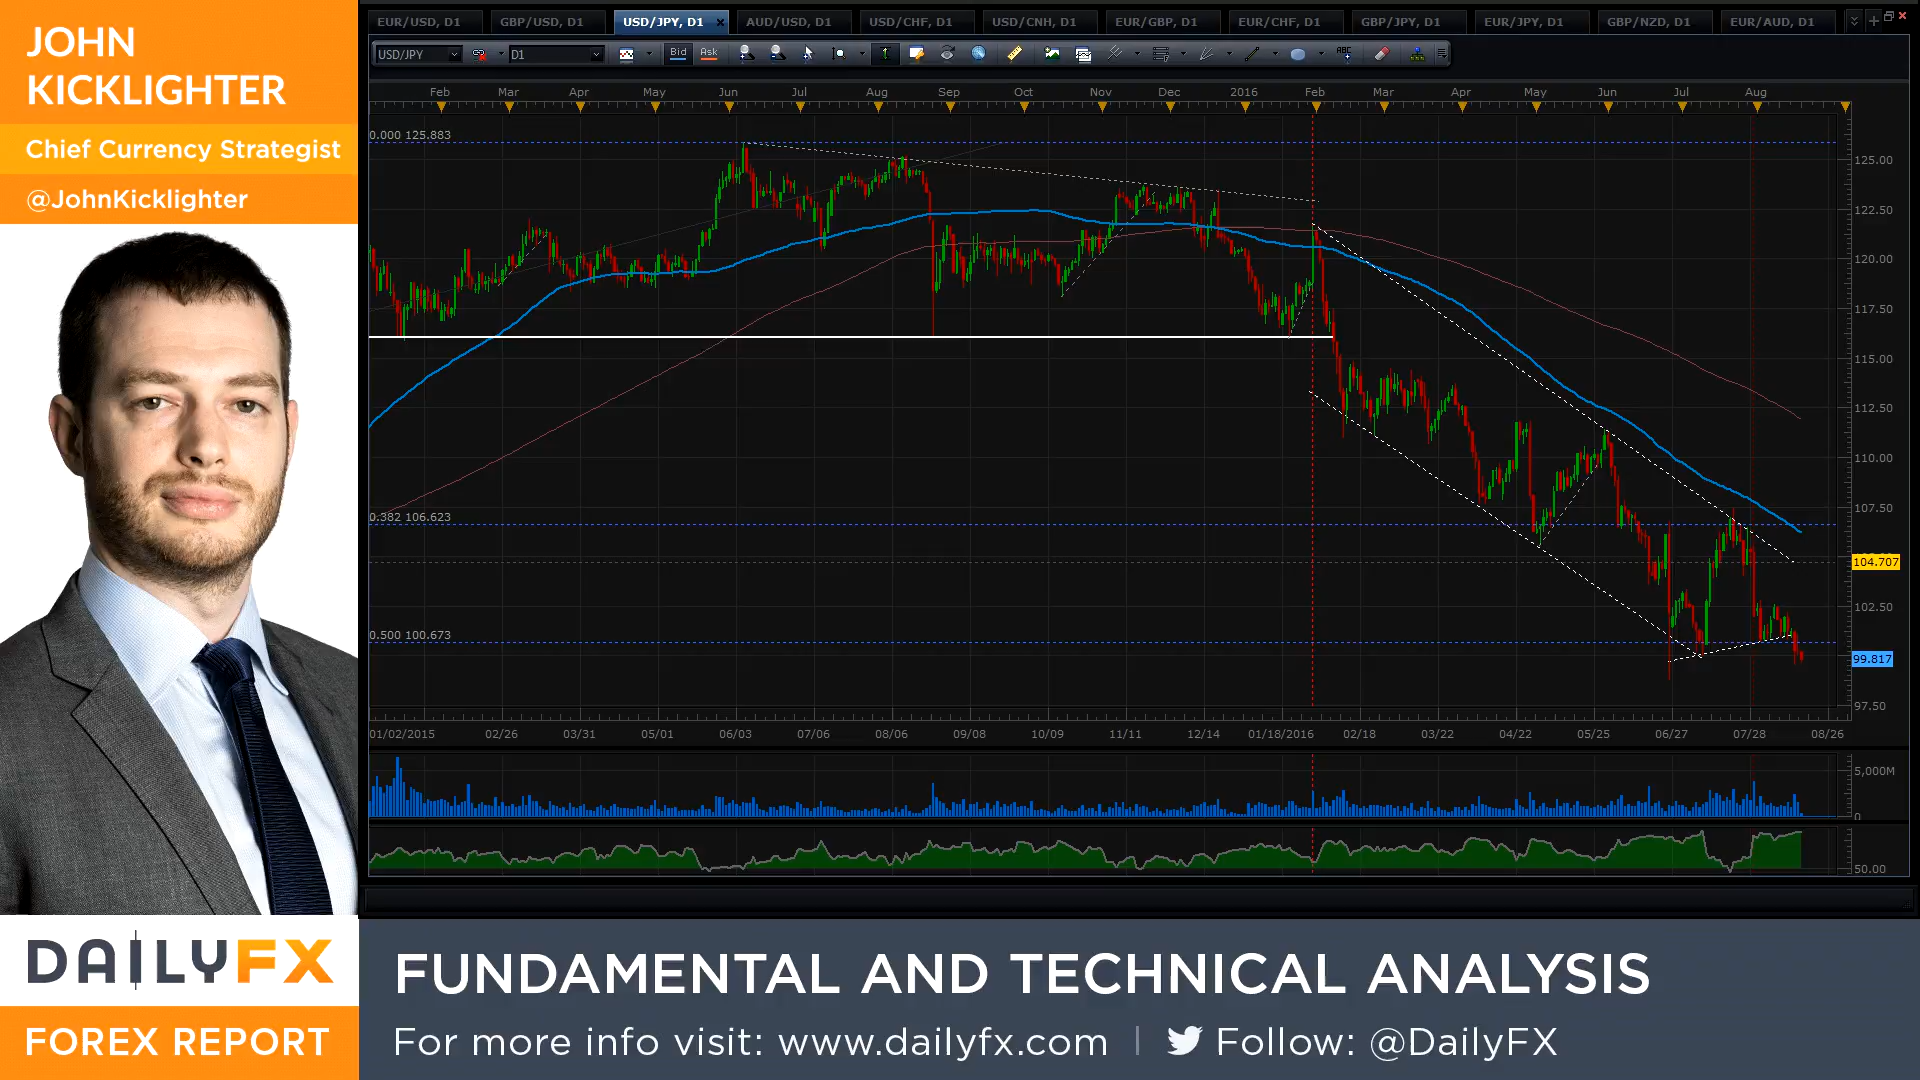 JOHN
KICKLIGHTER
Chief Currency Strategist
@JohnKicklighter
DAILYFX
FOREX REPORT
EUR/USD, D1
GBP/USD, D1
USD/JPY, D1
AUD/USD, D1
USD/CHF, D1
USD/CNH, D1
EUR/GBP, D1
EUR/CHF, D1
GBP/JPY, D1
EUR/JPY, D1
GBP/NZD, D1
EUR/AUD, D1
USD/JPY
D1
Bid
Ask
ABC
Feb Mar Apr May Jun Jul Aug Sep Oct Nov Dec 2016 Feb Mar Apr May Jun Jul Aug
0.000 125.883
0.382 106.623
0.500 100.673
125.00
122.50
120.00
117.50
115.00
112.50
110.00
107.50
104.707
102.50
99.817
97.50
01/02/2015 02/26 03/31 05/01 06/03 07/06 08/06 09/08 10/09 11/11 12/14 01/18/2016 02/18 03/22 04/22 05/25 06/27 07/28 08/26
5,000M
0
50.00
FUNDAMENTAL AND TECHNICAL ANALYSIS
For more info visit: www.dailyfx.com | Follow: @DailyFX